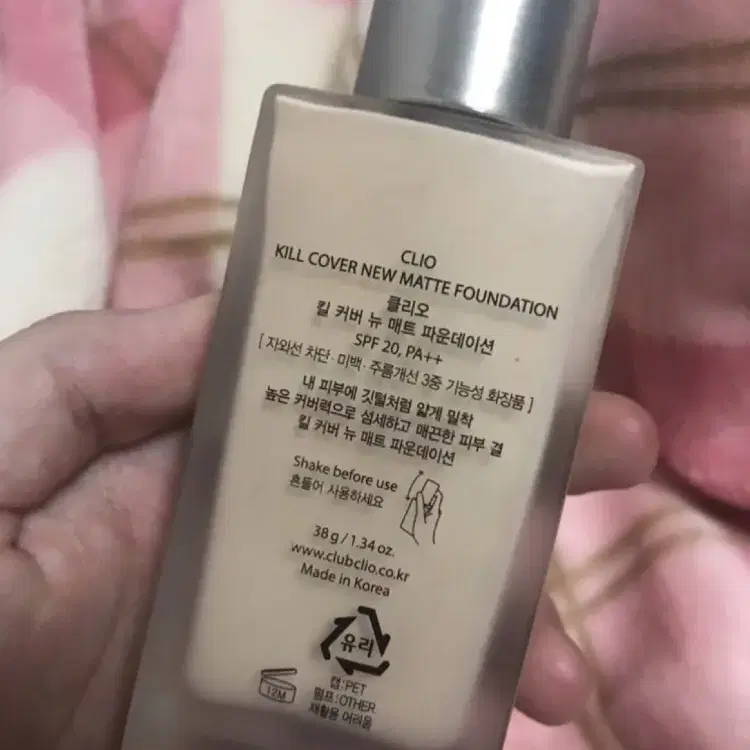 CLIO
KILL COVER NEW MATTE FOUNDATION
클리오
킬 커버 뉴 매트 파운데이션
SPF 20, PA++
[ 자외선 차단·미백·주름개선 3중 기능성 화장품 ]
내 피부에 깃털처럼 얇게 밀착
높은 커버력으로 섬세하고 매끈한 피부 결
킬 커버 뉴 매트 파운데이션
Shake before use
흔들어 사용하세요
38 g / 1.34 oz.
www.clubclio.co.kr
Made in Korea
유리
캡:PET
펌프:OTHER
재활용 어려움
12M